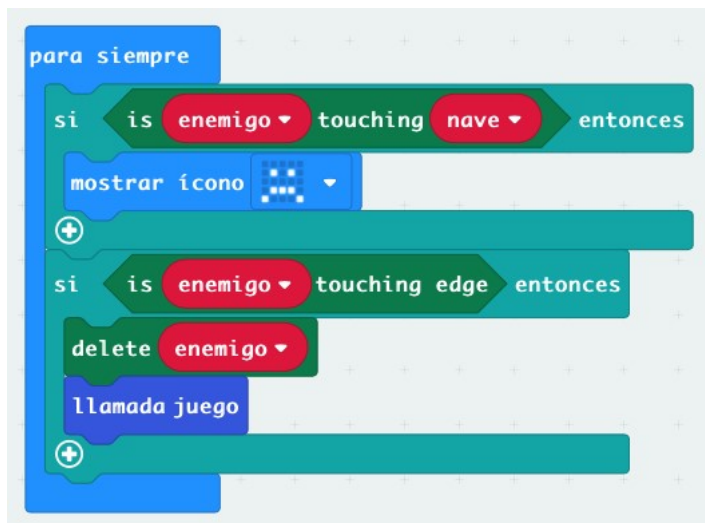 para siempre
si is enemigo touching nave entonces
mostrar ícono
si is enemigo touching edge entonces
delete enemigo
llamada juego